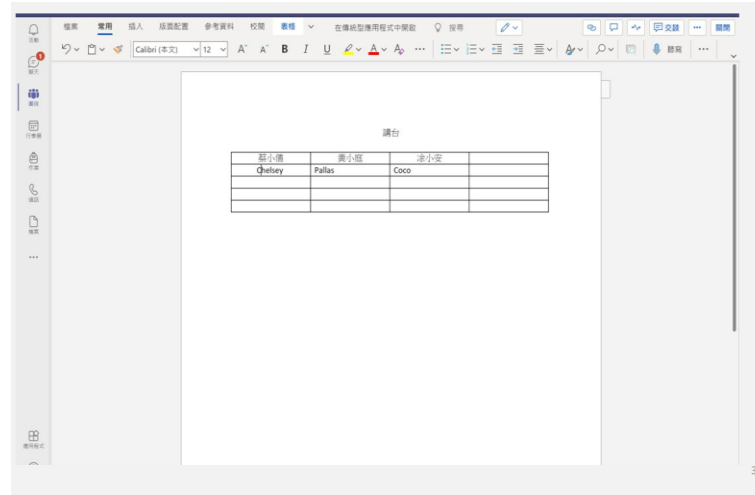 檔案 常用 插入 版面配置 參考資料 校閱 表格 在傳統型應用程式中開啟 搜尋 交談 ... 關閉
Calibri (本文) 12 A A B I U A A ... 聽寫 ...
活動
1
聊天
團隊
行事曆
作業
通話
檔案
...
講台
蔡小倩 黃小庭 涂小安
Chelsey Pallas Coco
應用程式